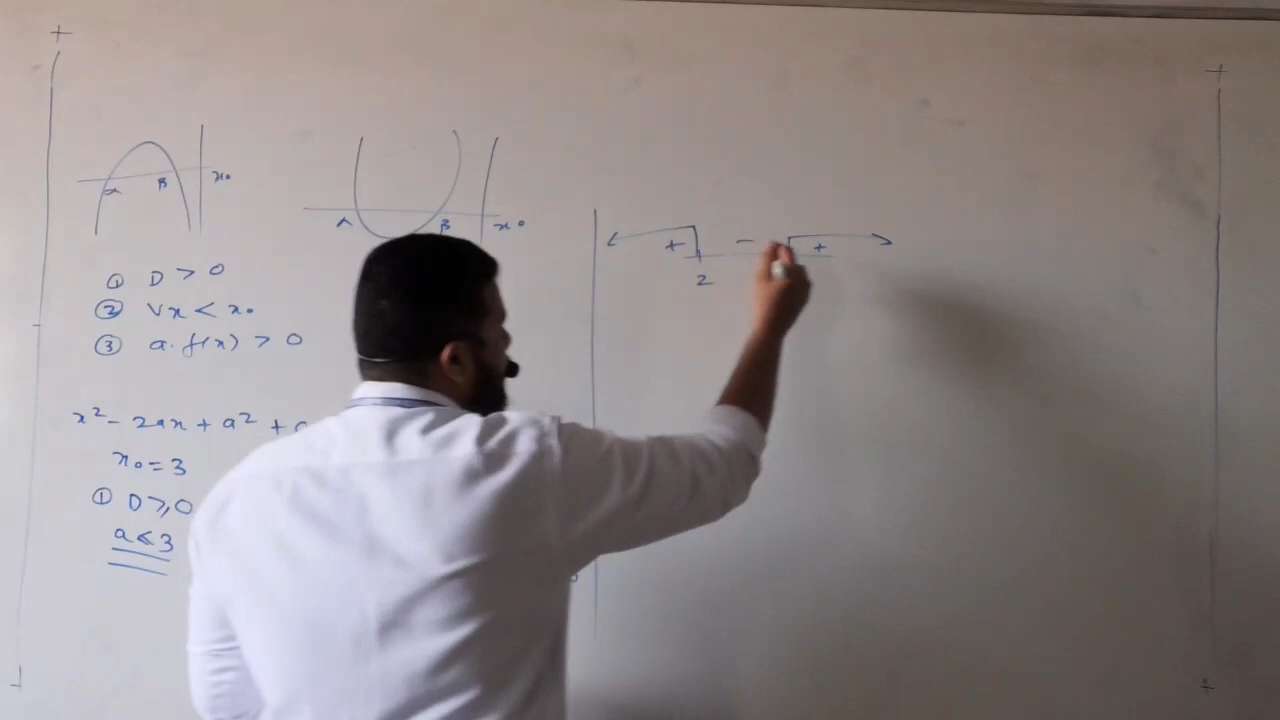 α β x₀
α β x₀
① D > 0
② ∀x < x₀
③ a.f(x) > 0
x² - 2ax + a² +
x₀ = 3
① D ⩾ 0
a ⩽ 3
+ - +
2